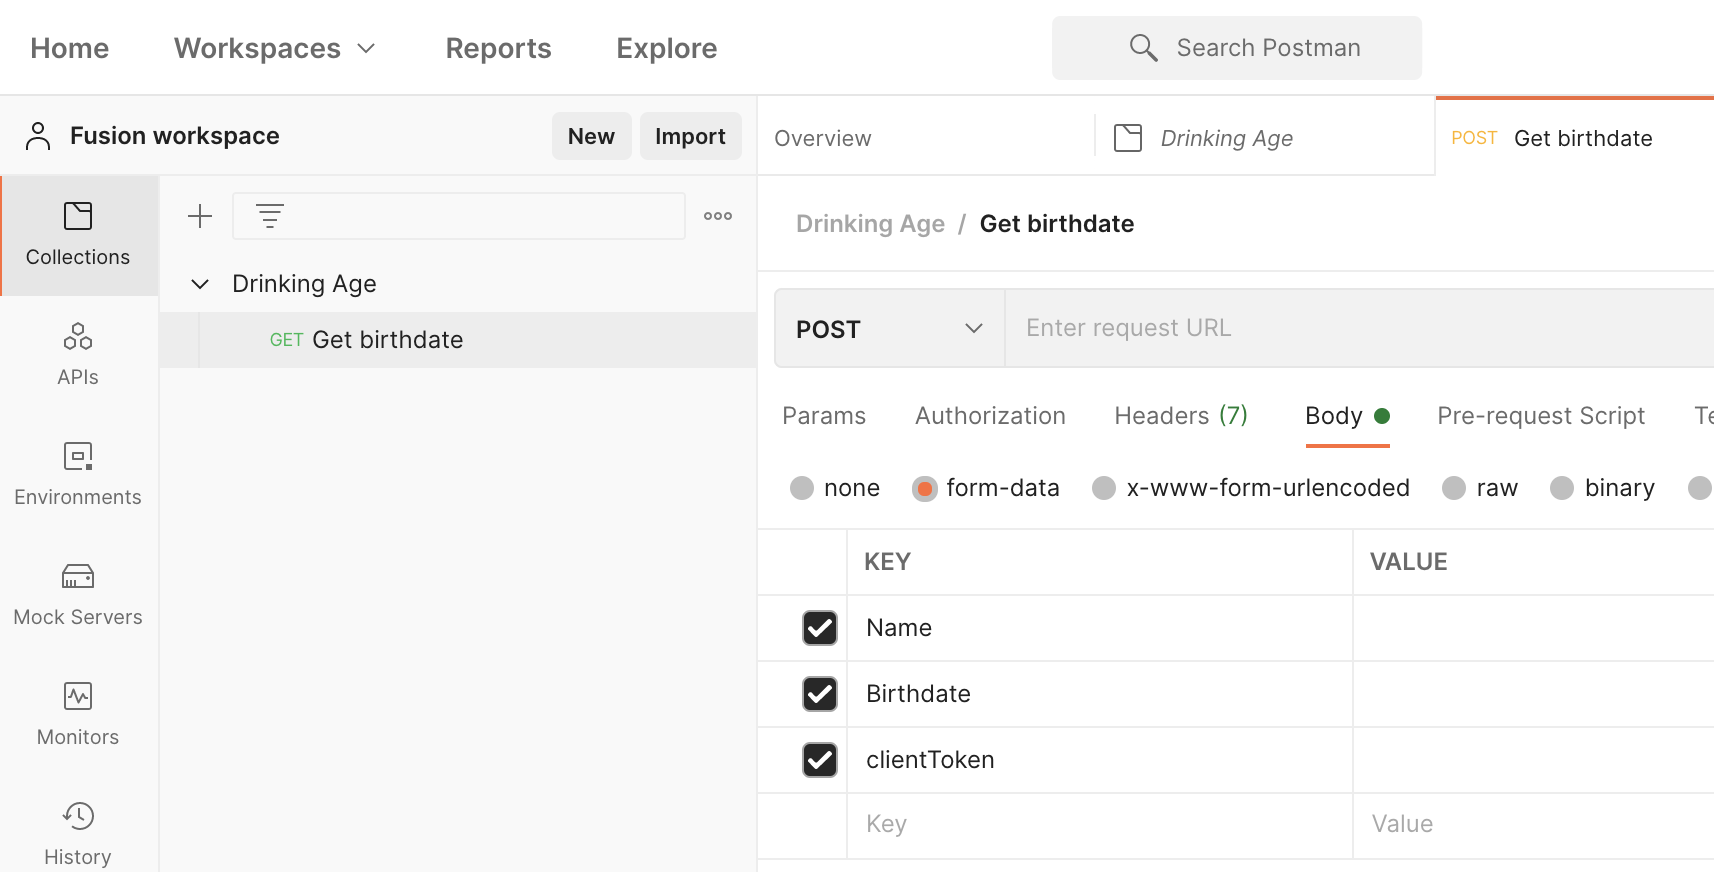 Home Workspaces Reports Explore Search Postman
Fusion workspace New Import
Overview Drinking Age POST Get birthdate
Collections
APIs
Environments
Mock Servers
Monitors
History
Drinking Age
GET Get birthdate
Drinking Age / Get birthdate
POST Enter request URL
Params Authorization Headers (7) Body Pre-request Script Te
none form-data x-www-form-urlencoded raw binary
KEY VALUE
Name
Birthdate
clientToken
Key Value